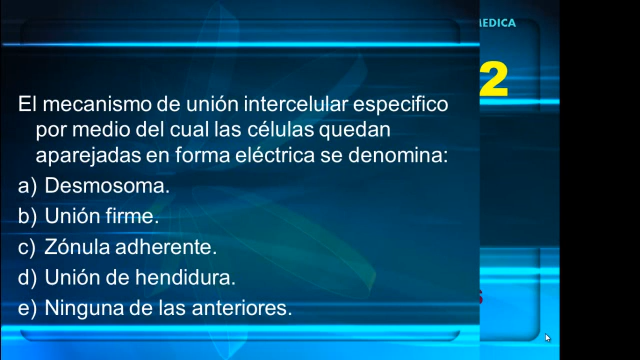 EDICA
2
El mecanismo de unión intercelular especifico
por medio del cual las células quedan
aparejadas en forma eléctrica se denomina:
a) Desmosoma.
b) Unión firme.
c) Zónula adherente.
d) Unión de hendidura.
e) Ninguna de las anteriores.